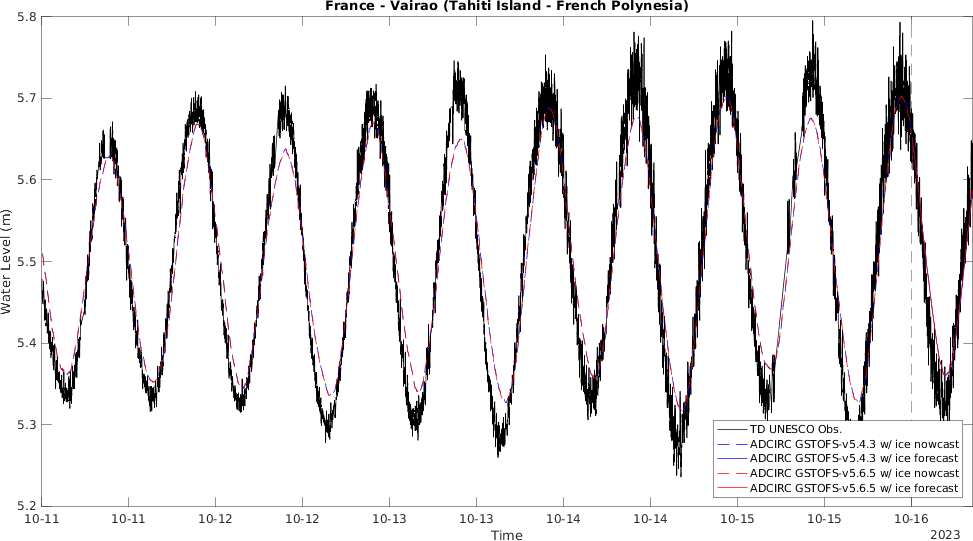 France - Vairao (Tahiti Island - French Polynesia)
5.8
5.7
5.6
5.5
5.4
5.3
5.2
Water Level (m)
TD UNESCO Obs.
ADCIRC GSTOFS-v5.4.3 w/ ice nowcast
ADCIRC GSTOFS-v5.4.3 w/ ice forecast
ADCIRC GSTOFS-v5.6.5 w/ ice nowcast
ADCIRC GSTOFS-v5.6.5 w/ ice forecast
10-11 10-11 10-12 10-12 10-13 10-13 10-14 10-14 10-15 10-15 10-16
Time
2023